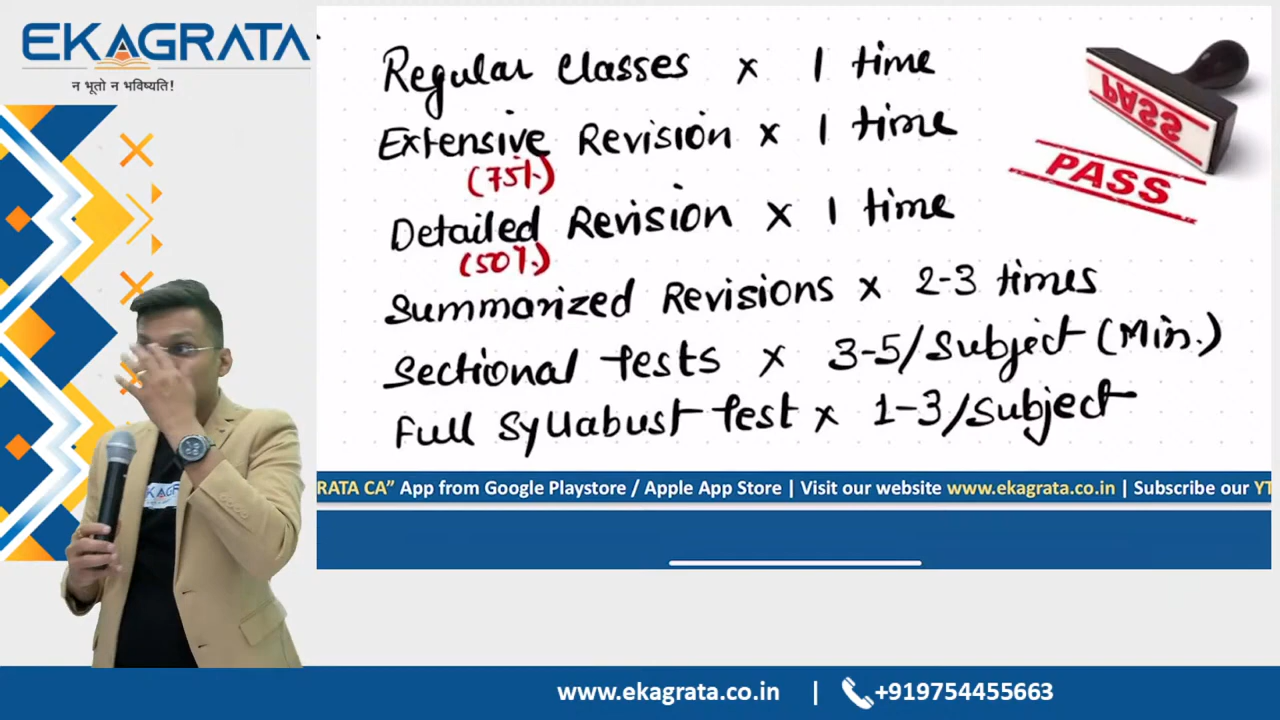 EKAGRATA
न भूतो न भविष्यति!
Regular Classes x 1 time
Extensive Revision x 1 time
(75%)
Detailed Revision x 1 time
(50%)
Summarized Revisions x 2-3 times
Sectional Tests x 3-5/Subject (Min.)
Full Syllabust Test x 1-3/Subject
PASS
PASS
KAGRATA
RATA CA” App from Google Playstore / Apple App Store | Visit our website www.ekagrata.co.in | Subscribe our YT
www.ekagrata.co.in | +919754455663